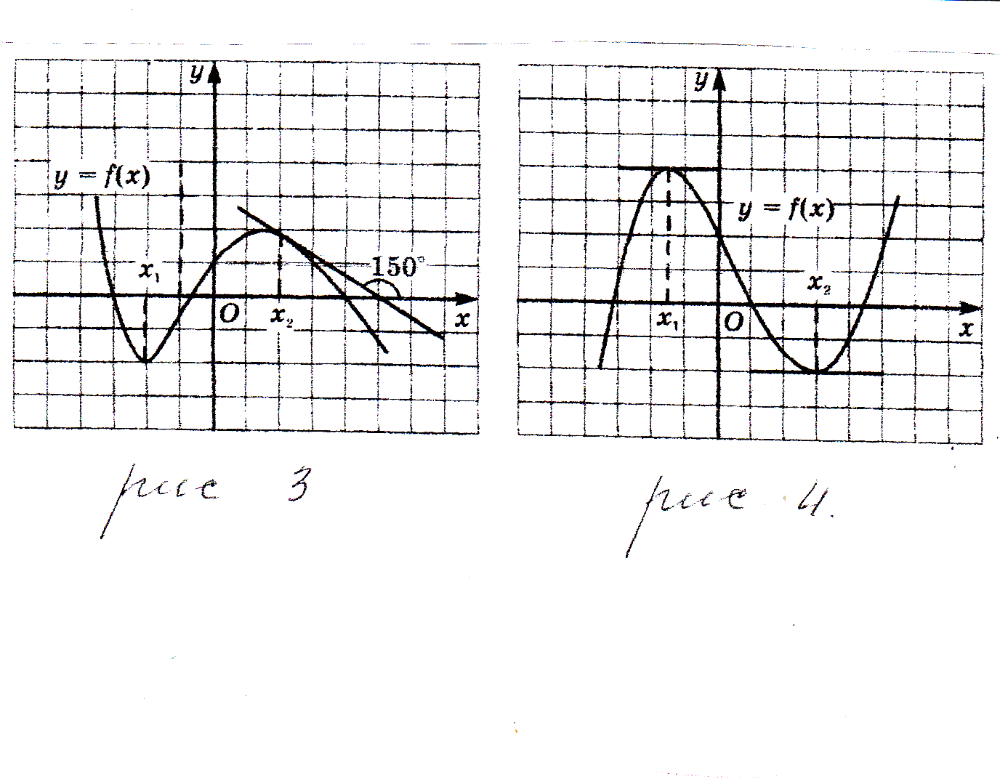 y
y = f(x)
x₁
150°
O
x₂
x
рис 3
y
y = f(x)
x₂
x₁
O
x
рис 4.